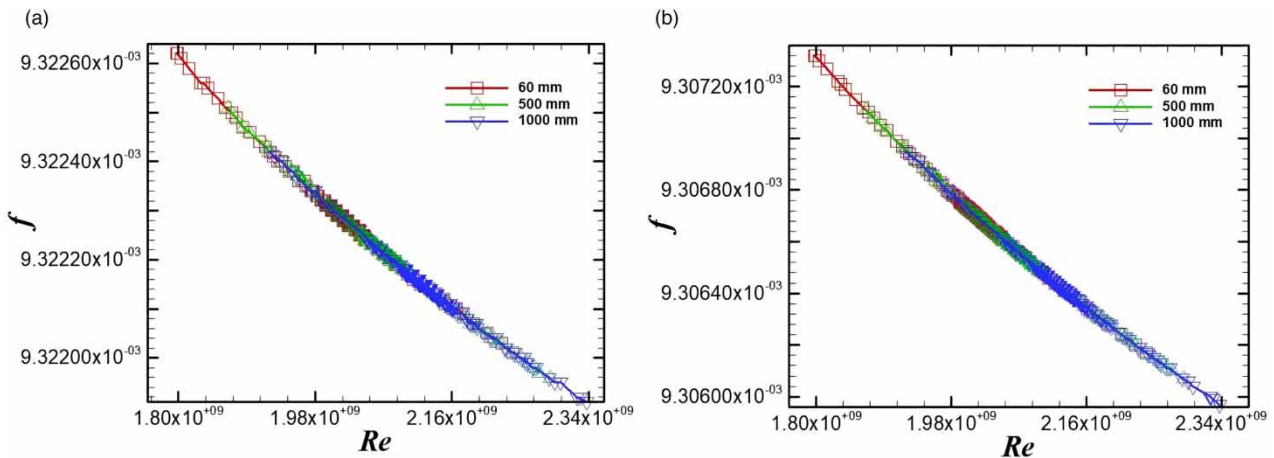 (a)
f
9.32260x10-03
9.32240x10-03
9.32220x10-03
9.32200x10-03
60 mm
500 mm
1000 mm
1.80x10+09
1.98x10+09
2.16x10+09
2.34x10+09
Re
(b)
f
9.30720x10-03
9.30680x10-03
9.30640x10-03
9.30600x10-03
60 mm
500 mm
1000 mm
1.80x10+09
1.98x10+09
2.16x10+09
2.34x10+09
Re